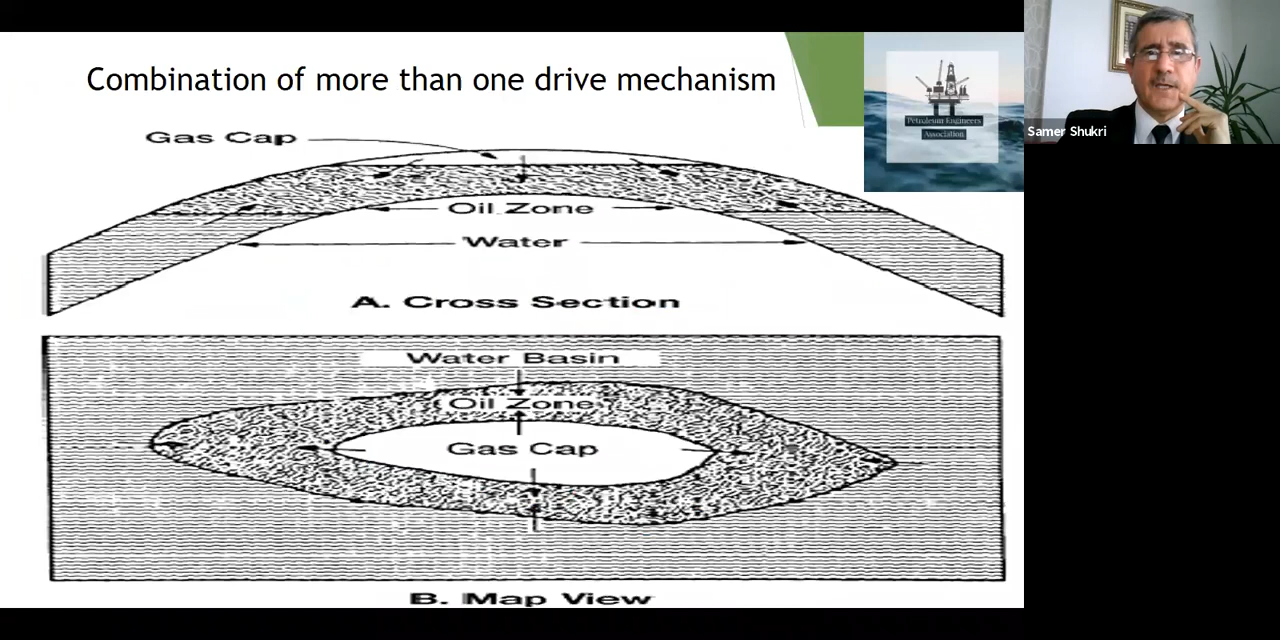 Combination of more than one drive mechanism
Petroleum Engineers
Association
Samer Shukri
Gas Cap
Oil Zone
Water
A. Cross Section
Water Basin
Oil Zone
Gas Cap
B. Map View